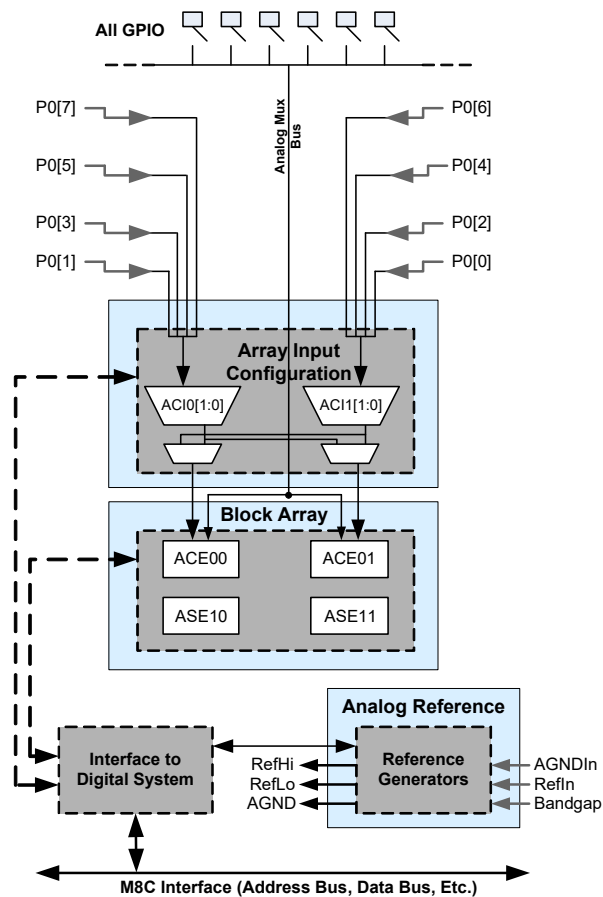 All GPIO
Analog Mux
Bus
P0[7]
P0[6]
P0[5]
P0[4]
P0[3]
P0[2]
P0[1]
P0[0]
Array Input
Configuration
ACI0[1:0]
ACI1[1:0]
Block Array
ACE00
ACE01
ASE10
ASE11
Analog Reference
Interface to
Digital System
RefHi
RefLo
AGND
Reference
Generators
AGNDIn
RefIn
Bandgap
M8C Interface (Address Bus, Data Bus, Etc.)